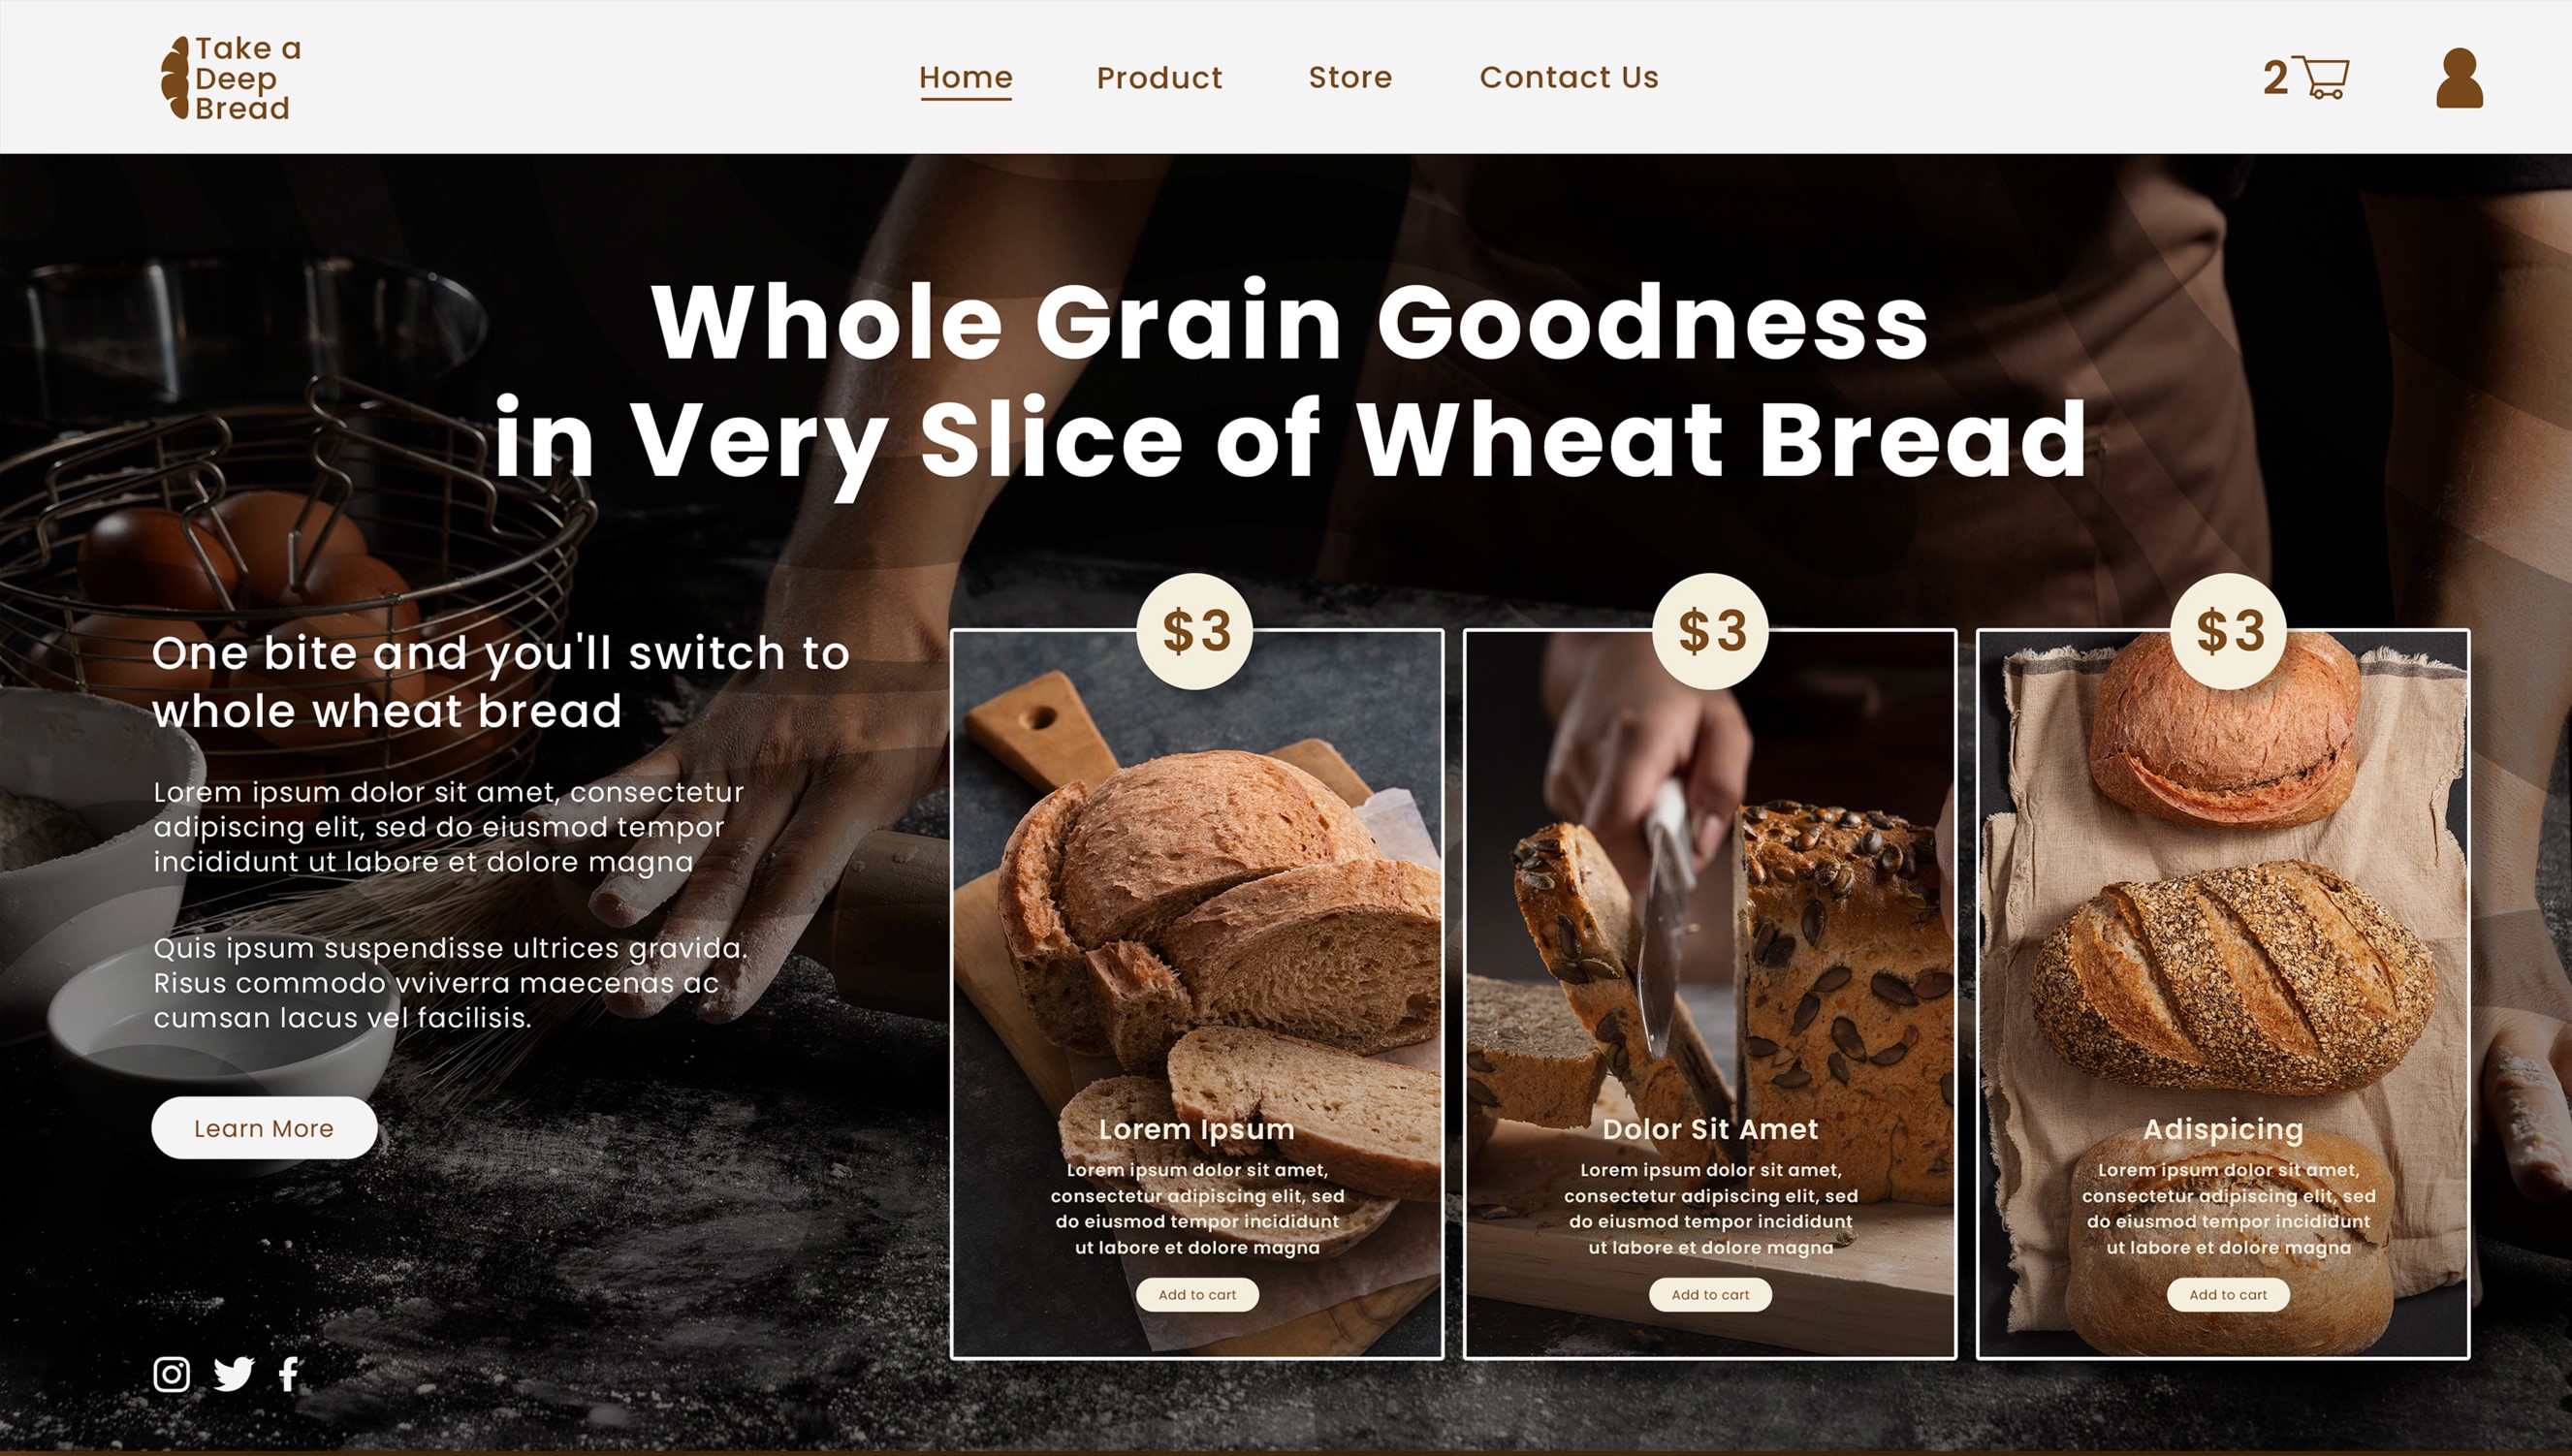 Take a
Deep
Bread
Home
Product
Store
Contact Us
2
Whole Grain Goodness
in Very Slice of Wheat Bread
One bite and you'll switch to
whole wheat bread
Lorem ipsum dolor sit amet, consectetur
adipiscing elit, sed do eiusmod tempor
incididunt ut labore et dolore magna
Quis ipsum suspendisse ultrices gravida.
Risus commodo vviverra maecenas ac
cumsan lacus vel facilisis.
Learn More
$3
Lorem Ipsum
Lorem ipsum dolor sit amet,
consectetur adipiscing elit, sed
do eiusmod tempor incididunt
ut labore et dolore magna
Add to cart
$3
Dolor Sit Amet
Lorem ipsum dolor sit amet,
consectetur adipiscing elit, sed
do eiusmod tempor incididunt
ut labore et dolore magna
Add to cart
$3
Adispicing
Lorem ipsum dolor sit amet,
consectetur adipiscing elit, sed
do eiusmod tempor incididunt
ut labore et dolore magna
Add to cart